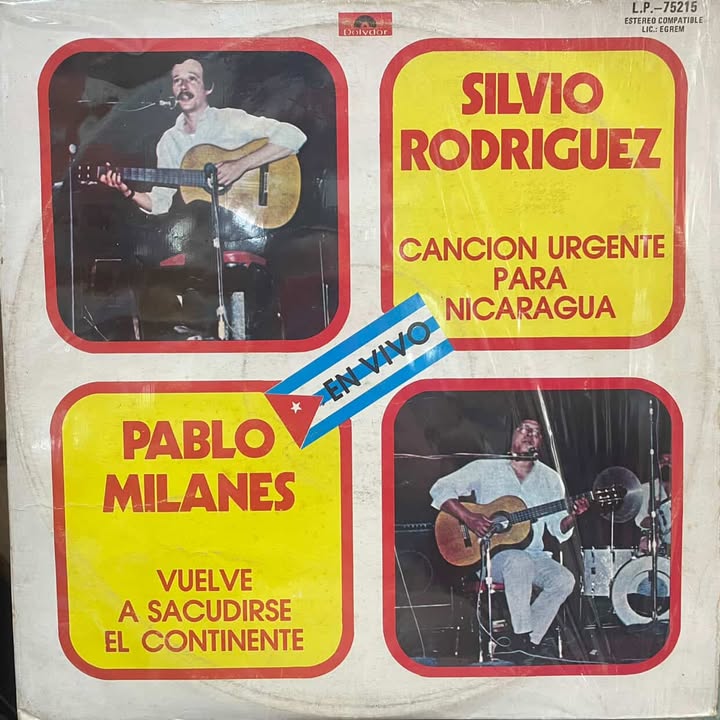 Polydor
L.P.-75215
ESTEREO COMPATIBLE
LIC.: EGREM
SILVIO
RODRIGUEZ
CANCION URGENTE
PARA
NICARAGUA
EN VIVO
PABLO
MILANES
VUELVE
A SACUDIRSE
EL CONTINENTE